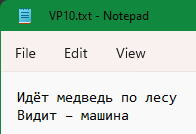 VP10.txt - Notepad
File Edit View
Идёт медведь по лесу
Видит – машина